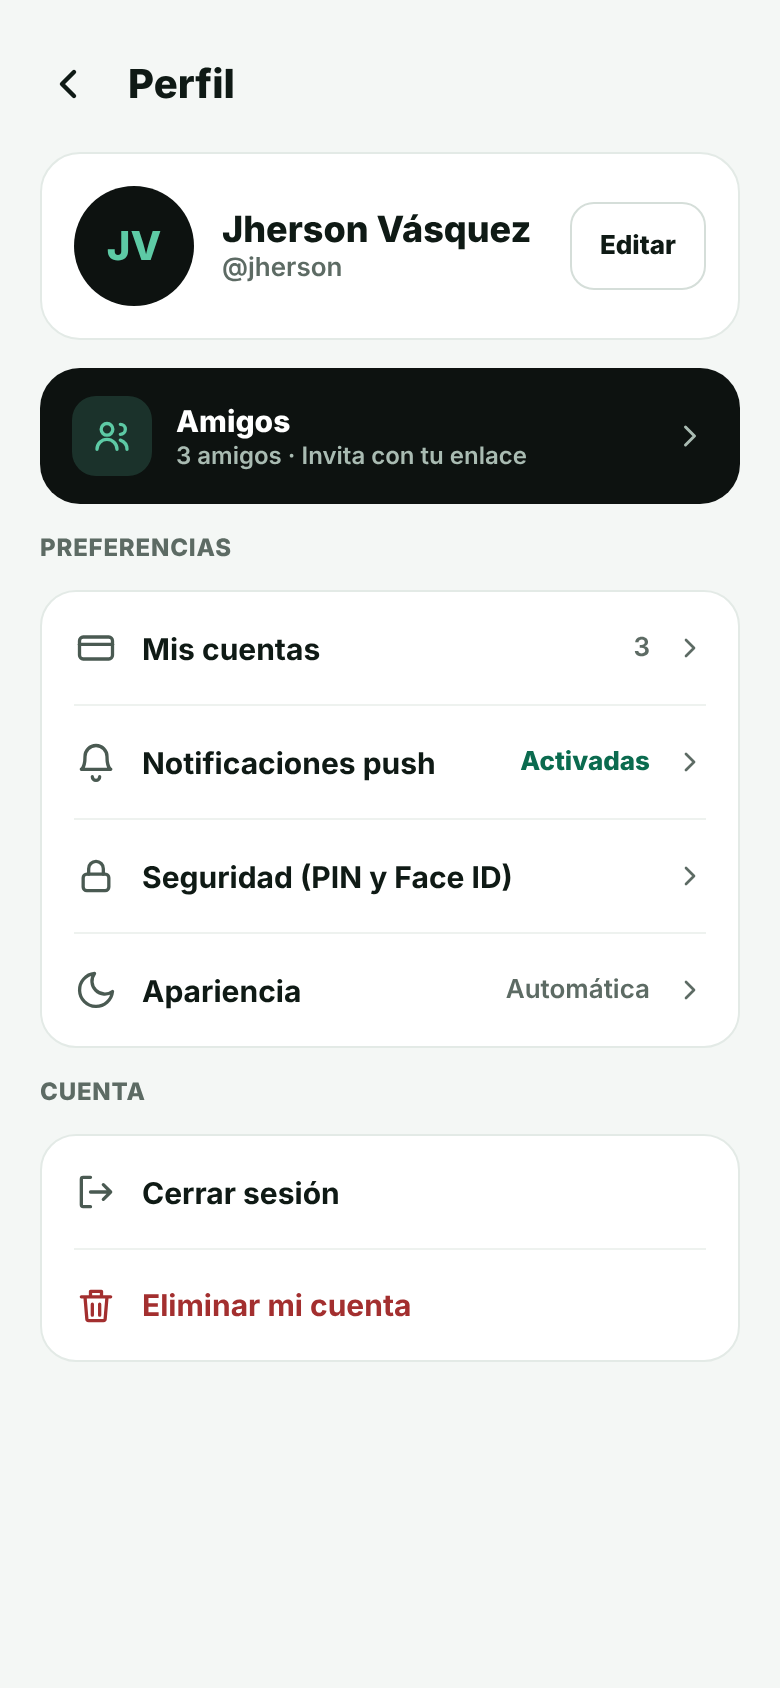 Perfil
JV
Jherson Vásquez
@jherson
Editar
Amigos
3 amigos · Invita con tu enlace
PREFERENCIAS
Mis cuentas 3
Notificaciones push Activadas
Seguridad (PIN y Face ID)
Apariencia Automática
CUENTA
Cerrar sesión
Eliminar mi cuenta